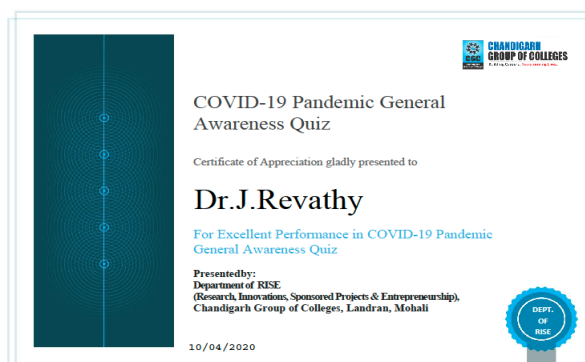 CHANDIGARH
GROUP OF COLLEGES
CGC
COVID-19 Pandemic General
Awareness Quiz
Certificate of Appreciation gladly presented to
Dr.J.Revathy
For Excellent Performance in COVID-19 Pandemic
General Awareness Quiz
Presentedby:
Department of RISE
(Research, Innovations, Sponsored Projects & Entrepreneurship),
Chandigarh Group of Colleges, Landran, Mohali
DEPT.
OF
RISE
10/04/2020